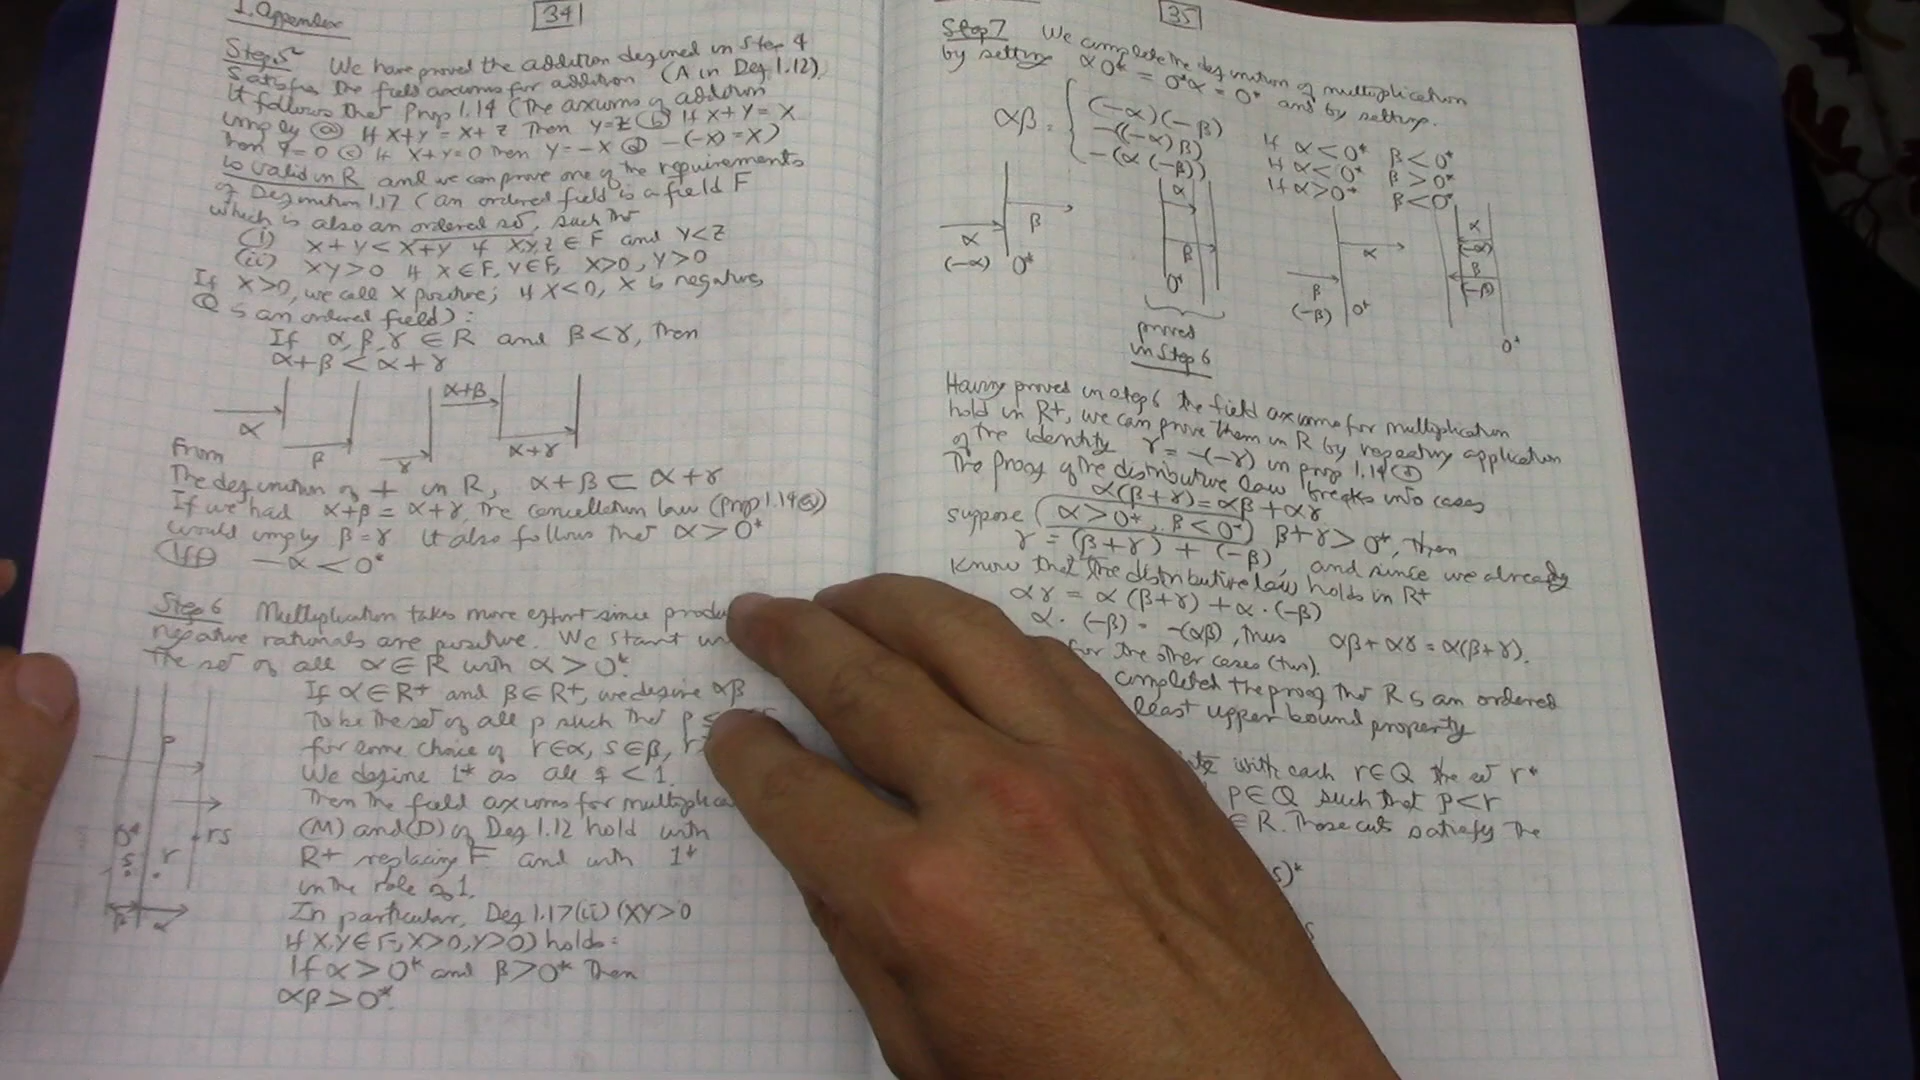 1. Appendix
34
Step 5 We have proved the addition defined in Step 4
satisfies the field axioms for addition (A in Def 1.12),
It follows that Prop 1.14 (The axioms of addition
imply (a) If x+y = x+z Then y=z (b) If x+y = x
Then y=0 (c) If x+y=0 Then y=-x (d) -(-x)=x)
is valid in R and we can prove one of the requirements
of Definition 1.17 (an ordered field is a field F
which is also an ordered set, such that
(i) x+y < x+y if x,y,z ∈ F and y<z
(ii) xy>0 if x∈F, y∈F, x>0, y>0
If x>0, we call x positive; if x<0, x is negative,
Q is an ordered field):
If α, β, γ ∈ R and β<γ, Then
α+β < α+γ
α β γ α+β α+γ
From
The definition of + in R, α+β ⊂ α+γ
If we had α+β = α+γ, The cancellation law (prop 1.14(a))
would imply β=γ It also follows that α>0*
(iff) -α<0*
Step 6 Multiplication takes more effort since
negative rationals are positive. We start
The set of all α∈R with α>0*.
If α∈R+ and β∈R+, we define αβ
To be the set of all p such that p ≤
for some choice of r∈α, s∈β, r
We define 1* as all q < 1.
Then the field axioms for
(M) and (D) of Def 1.12 hold with
R+ replacing F and with 1*
in the role of 1.
In particular, Def 1.17(ii) (xy>0
if x,y∈F, x>0, y>0) holds:
If α>0* and β>0* Then
αβ>0*.
p
0* rs
s r
β α
35
Step 7 We complete the definition of multiplication
by setting α0* = 0*α = 0* and by setting.
αβ = { (-α)(-β) If α<0* β<0*
-((-α)β) If α<0* β>0*
-(α(-β)) If α>0* β<0*
α (-α) 0* β
α β 0*
β (-β) 0* α
α (-α) β (-β) 0*
proved
in Step 6
Having proved in step 6 the field axioms for multiplication
hold in R+, we can prove them in R by repeating application
of the identity γ = -(-γ) in prop 1.14(d)
The proof of the distributive law breaks into cases
α(β+γ) = αβ + αγ
suppose (α>0*, β<0*) β+γ>0*, Then
γ = (β+γ) + (-β), and since we already
know that the distributive law holds in R+
αγ = α(β+γ) + α·(-β)
α·(-β) = -(αβ), thus αβ+αγ = α(β+γ).
for the other cases (two).
completed the proof that R is an ordered
least upper bound property
with each r∈Q the set r*
p∈Q such that p<r
∈R. Those cuts satisfy the
s)*
s